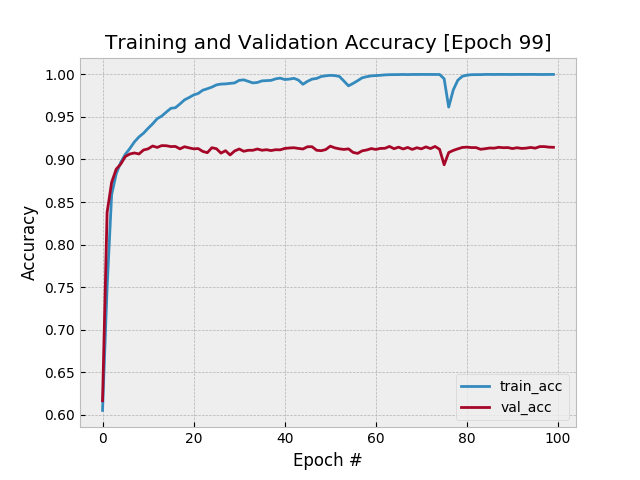 Training and Validation Accuracy [Epoch 99]
1.00
0.95
0.90
0.85
0.80
0.75
0.70
0.65
0.60
Accuracy
0 20 40 60 80 100
Epoch #
train_acc
val_acc